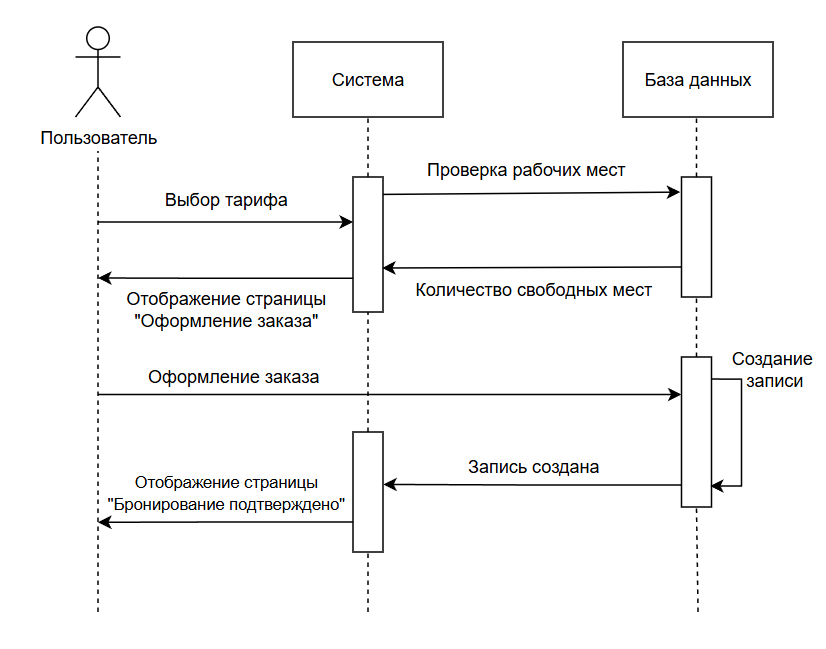 Пользователь
Система
База данных
Проверка рабочих мест
Выбор тарифа
Количество свободных мест
Отображение страницы
"Оформление заказа"
Создание
записи
Оформление заказа
Запись создана
Отображение страницы
"Бронирование подтверждено"